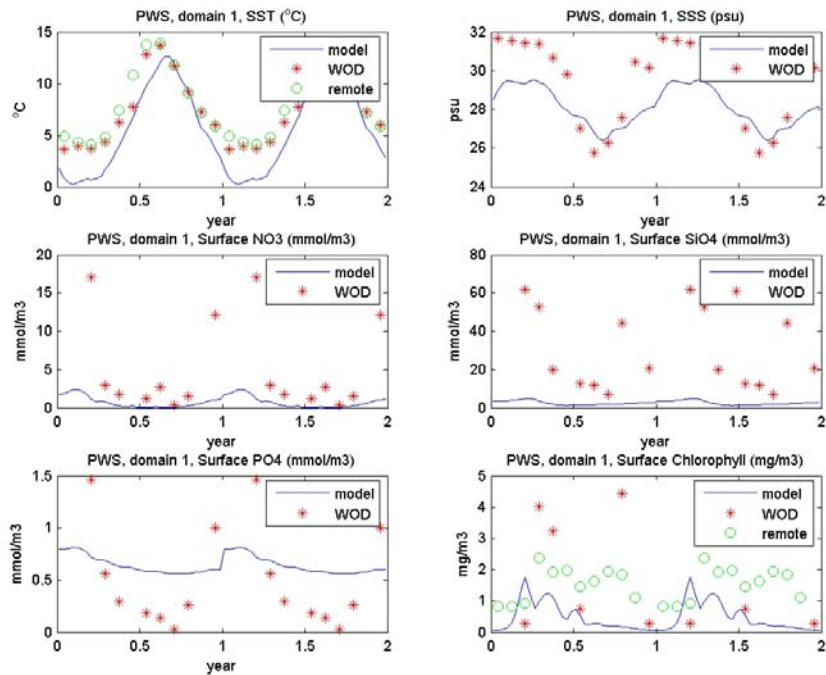 PWS, domain 1, SST (°C)
15
10
5
0
°C
model
WOD
remote
0 0.5 1 1.5 2
year
PWS, domain 1, SSS (psu)
32
30
28
26
24
psu
model
WOD
0 0.5 1 1.5 2
year
PWS, domain 1, Surface NO3 (mmol/m3)
20
15
10
5
0
mmol/m3
model
WOD
0 0.5 1 1.5 2
year
PWS, domain 1, Surface SiO4 (mmol/m3)
80
60
40
20
0
mmol/m3
model
WOD
0 0.5 1 1.5 2
year
PWS, domain 1, Surface PO4 (mmol/m3)
1.5
1
0.5
0
mmol/m3
model
WOD
0 0.5 1 1.5 2
year
PWS, domain 1, Surface Chlorophyll (mg/m3)
5
4
3
2
1
0
mg/m3
model
WOD
remote
0 0.5 1 1.5 2
year